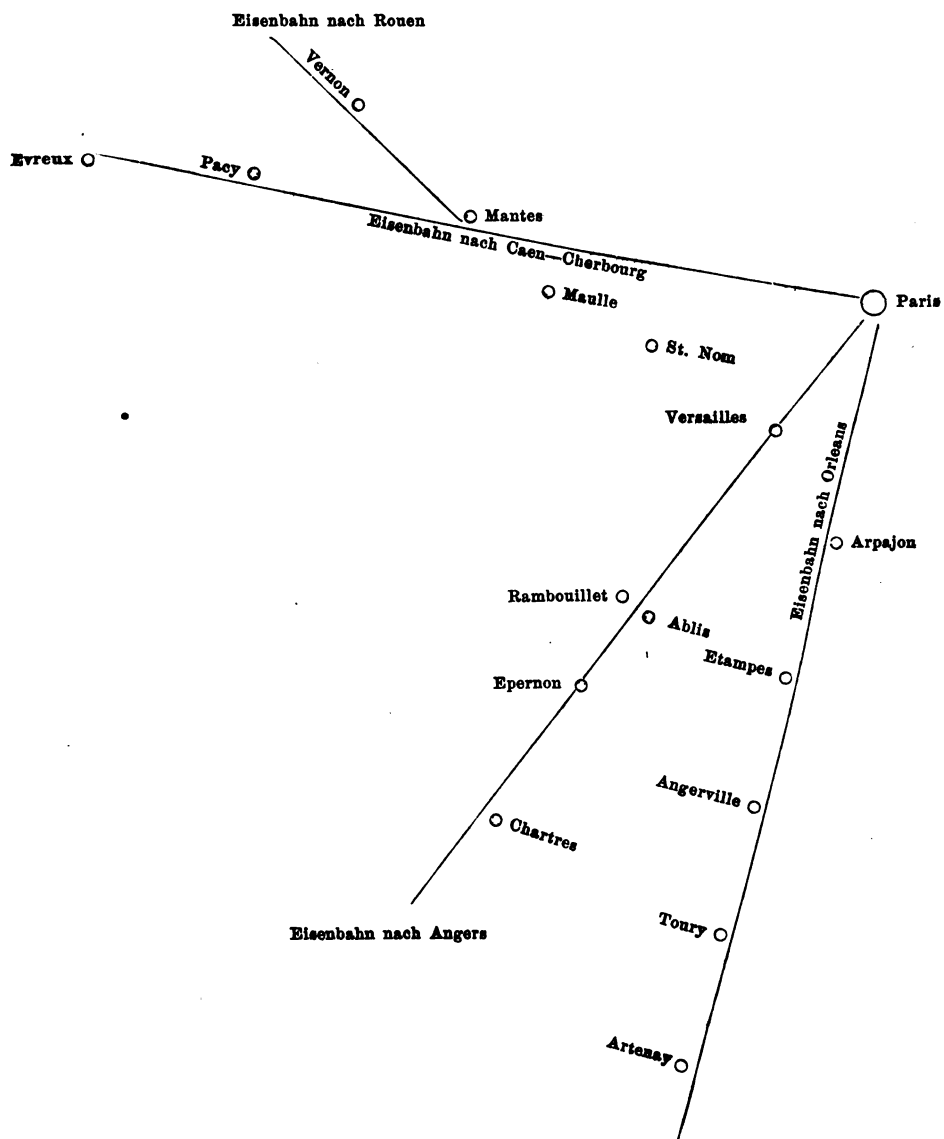 Eisenbahn nach Rouen
Vernon
Evreux
Pacy
Mantes
Eisenbahn nach Caen—Cherbourg
Maulle
Paris
St. Nom
Versailles
Eisenbahn nach Orleans
Arpajon
Rambouillet
Ablis
Etampes
Epernon
Angerville
Chartres
Toury
Eisenbahn nach Angers
Artenay